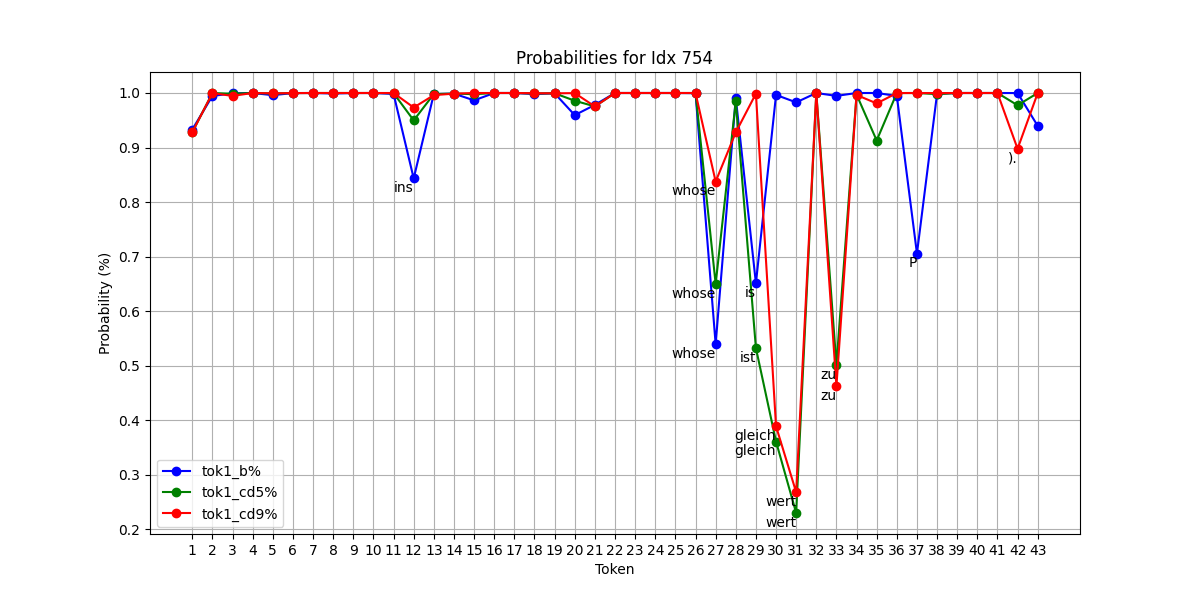 Probabilities for Idx 754
Probability (%)
1.0
0.9
0.8
0.7
0.6
0.5
0.4
0.3
0.2
ins
whose
whose
whose
is
ist
gleich
gleich
wert
wert
zu
zu
P
).
tok1_b%
tok1_cd5%
tok1_cd9%
1 2 3 4 5 6 7 8 9 10 11 12 13 14 15 16 17 18 19 20 21 22 23 24 25 26 27 28 29 30 31 32 33 34 35 36 37 38 39 40 41 42 43
Token